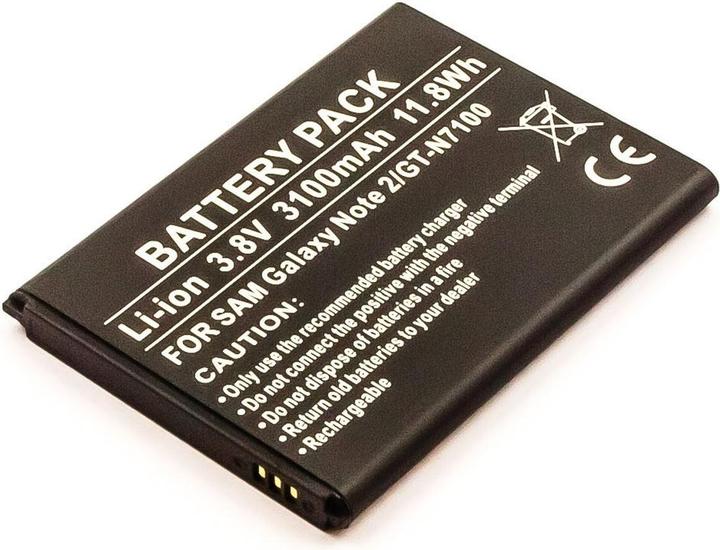 BATTERY PACK
Li-ion 3.8V 3100mAh 11.8Wh
FOR SAM Galaxy Note 2/GT-N7100
CAUTION:
•Only use the recommended battery charger
•Do not connect the positive with the negative terminal
•Do not dispose of batteries in fire
•Return old batteries to your dealer
•Rechargeable
CE